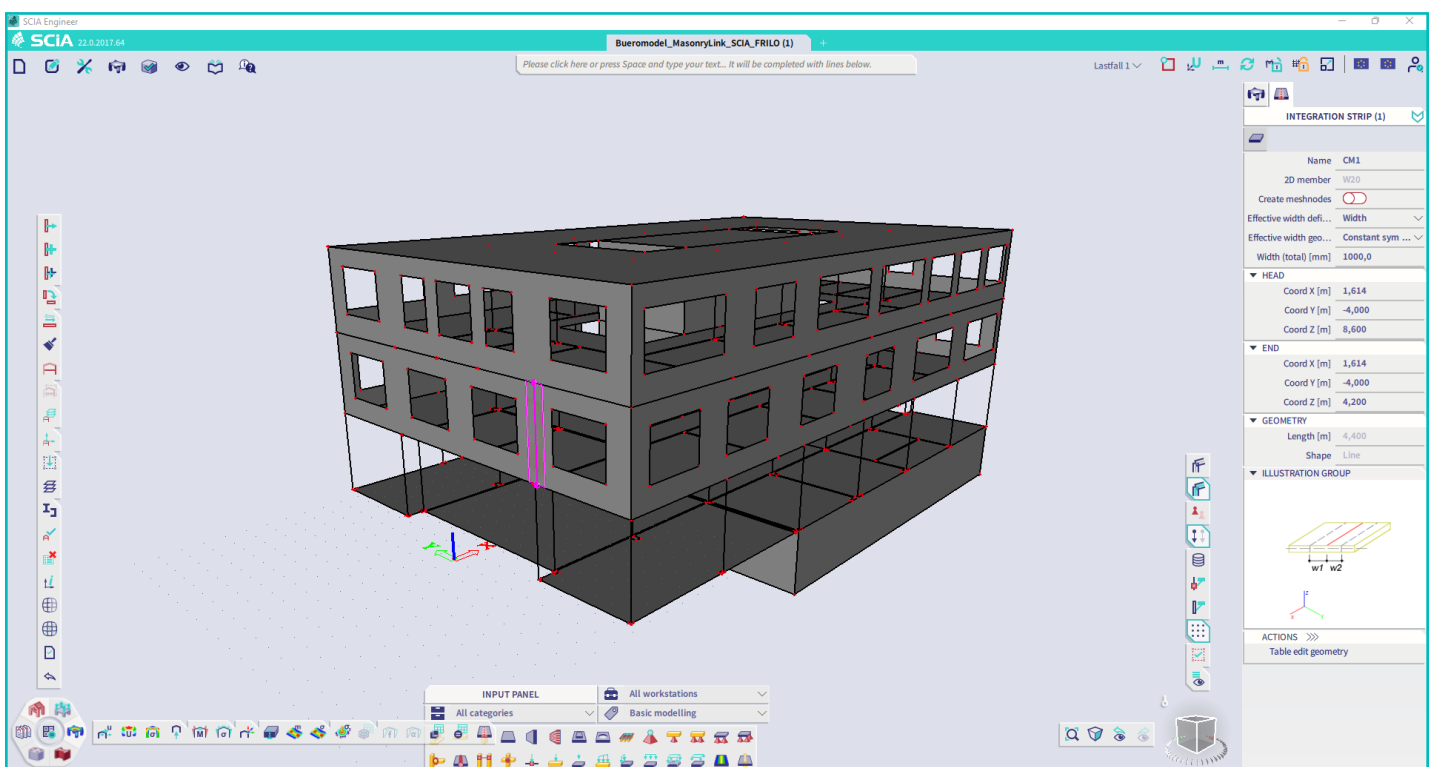 SCIA Engineer
SCiA 22.0.2017.64
Bueromodel_MasonryLink_SCIA_FRILO (1)
+
Please click here or press Space and type your text... It will be completed with lines below.
Lastfall 1
INTEGRATION STRIP (1)
Name CM1
2D member W20
Create meshnodes
Effective width defi... Width
Effective width geo... Constant sym ...
Width (total) [mm] 1000,0
HEAD
Coord X [m] 1,614
Coord Y [m] -4,000
Coord Z [m] 8,600
END
Coord X [m] 1,614
Coord Y [m] -4,000
Coord Z [m] 4,200
GEOMETRY
Length [m] 4,400
Shape Line
ILLUSTRATION GROUP
w1 w2
ACTIONS >>>
Table edit geometry
INPUT PANEL
All workstations
All categories
Basic modelling